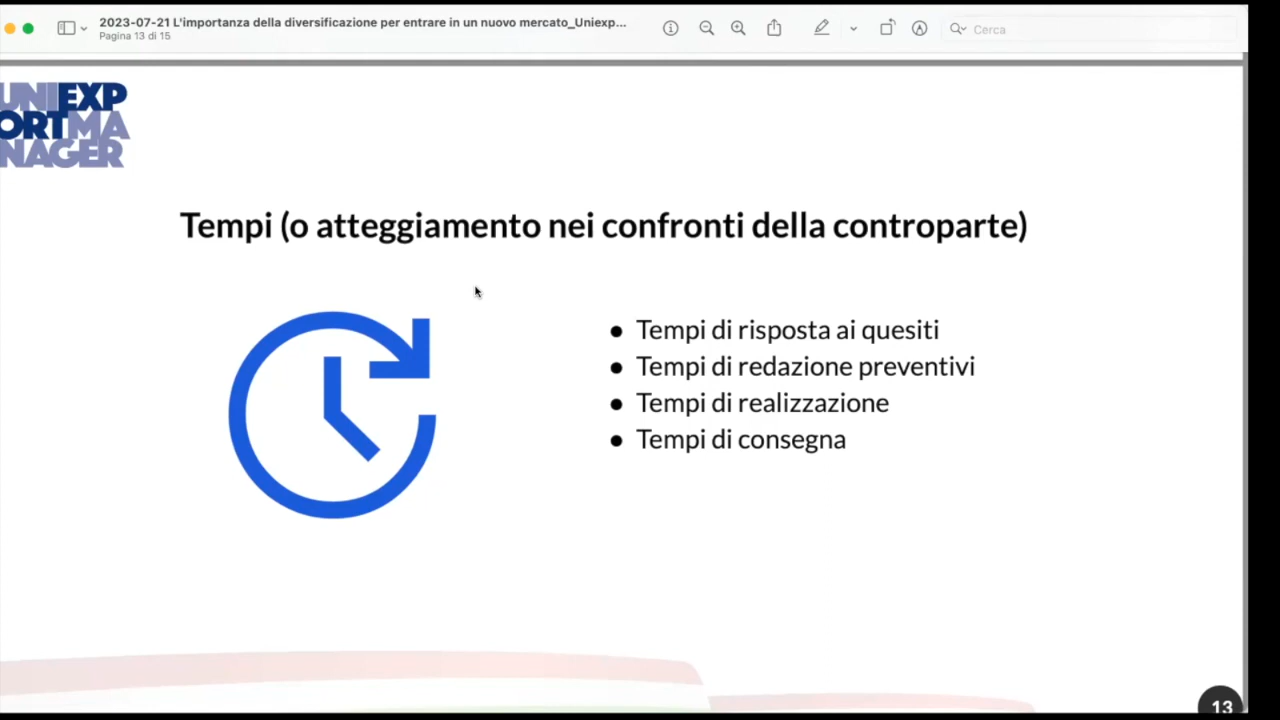 2023-07-21 L'importanza della diversificazione per entrare in un nuovo mercato_Uniexp...
Pagina 13 di 15
Cerca
UNIEXP
ORTMA
NAGER
Tempi (o atteggiamento nei confronti della controparte)
● Tempi di risposta ai quesiti
● Tempi di redazione preventivi
● Tempi di realizzazione
● Tempi di consegna
13